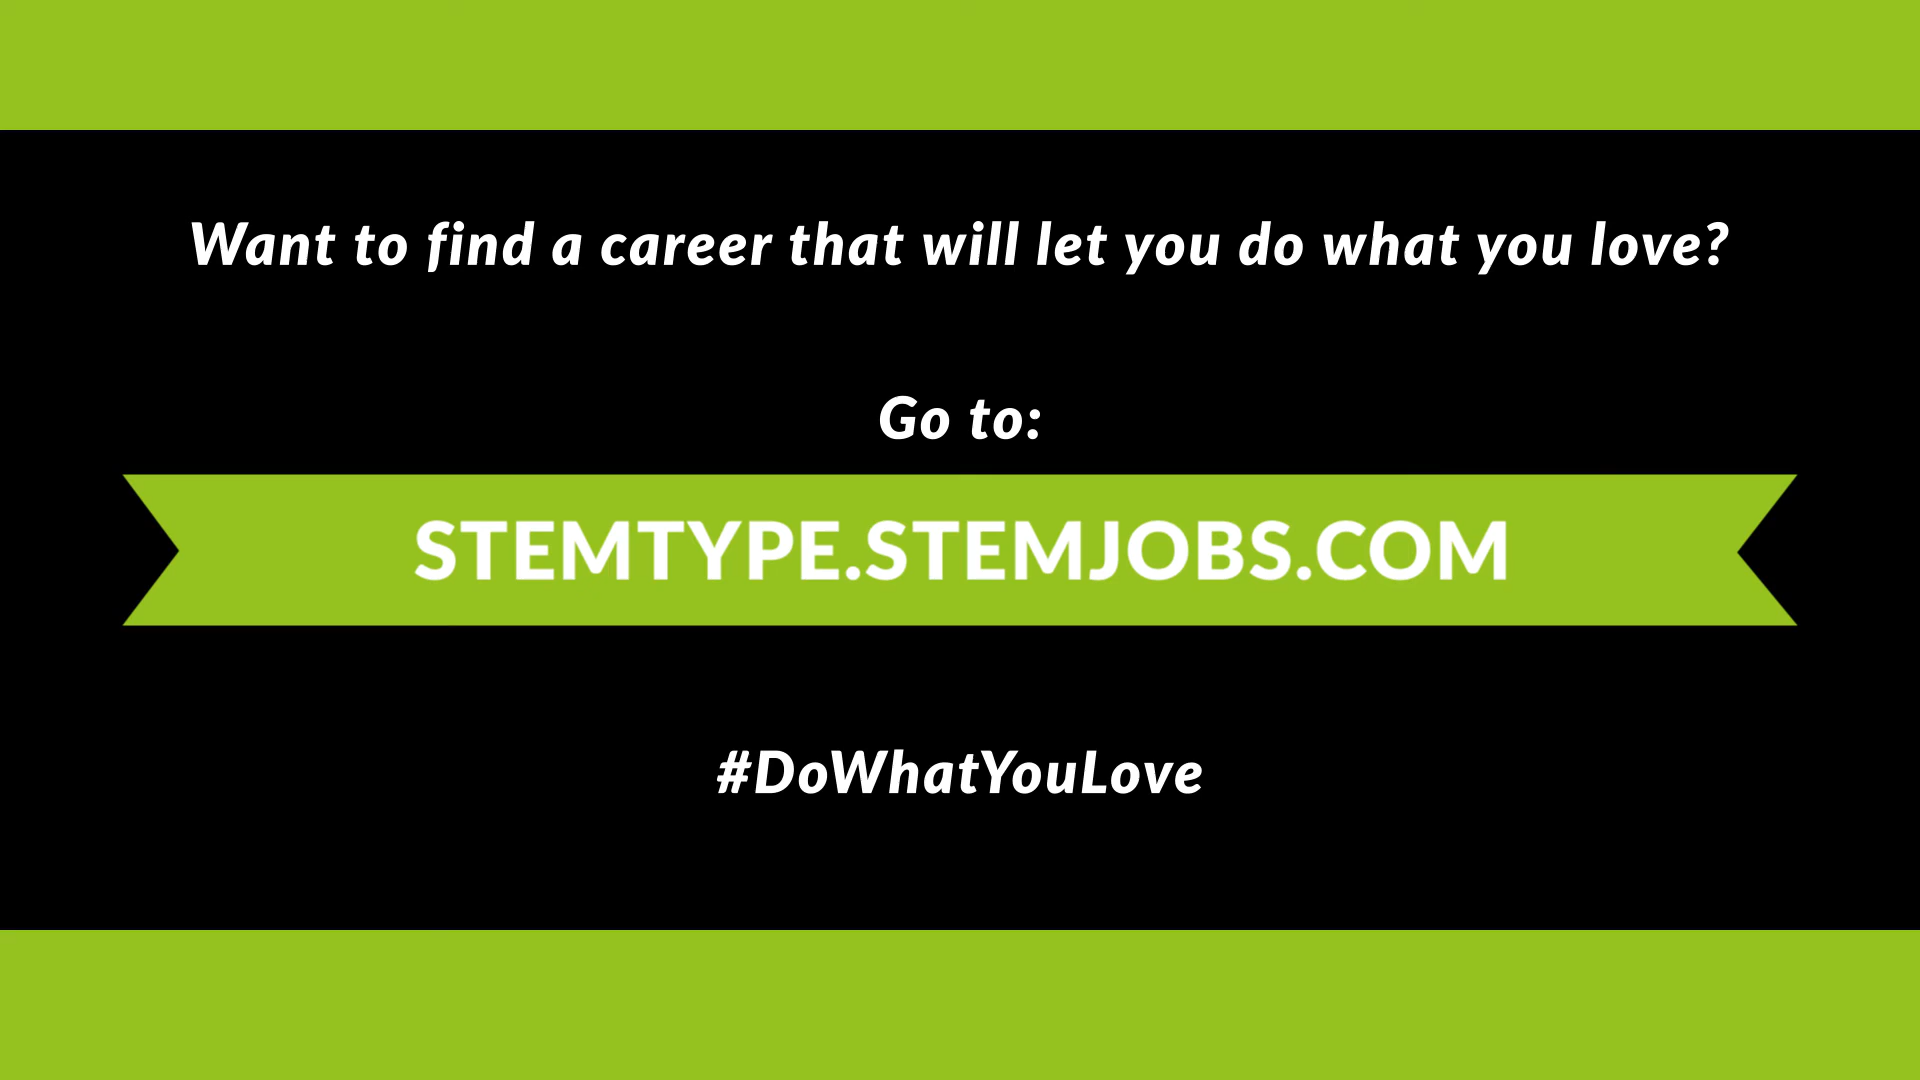 Want to find a career that will let you do what you love?
Go to:
STEMTYPE.STEMJOBS.COM
#DoWhatYouLove